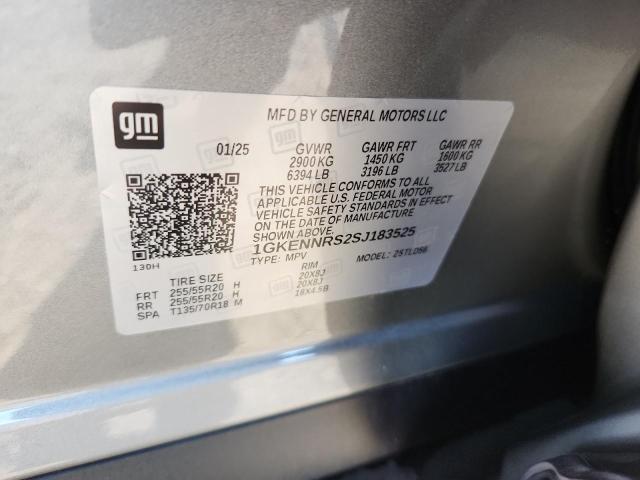 gm
MFD BY GENERAL MOTORS LLC
01/25 GVWR GAWR FRT GAWR RR
2900 KG 1450 KG 1600 KG
6394 LB 3196 LB 3527 LB
THIS VEHICLE CONFORMS TO ALL
APPLICABLE U.S. FEDERAL MOTOR
VEHICLE SAFETY STANDARDS IN EFFECT
ON THE DATE OF MANUFACTURE
SHOWN ABOVE.
1GKENNRS2SJ183525
TYPE: MPV MODEL: 2STLD56
130H
TIRE SIZE RIM
FRT 255/55R20 H 20X8J
RR 255/55R20 H 20X8J
SPA T135/70R18 M 18X4.5B